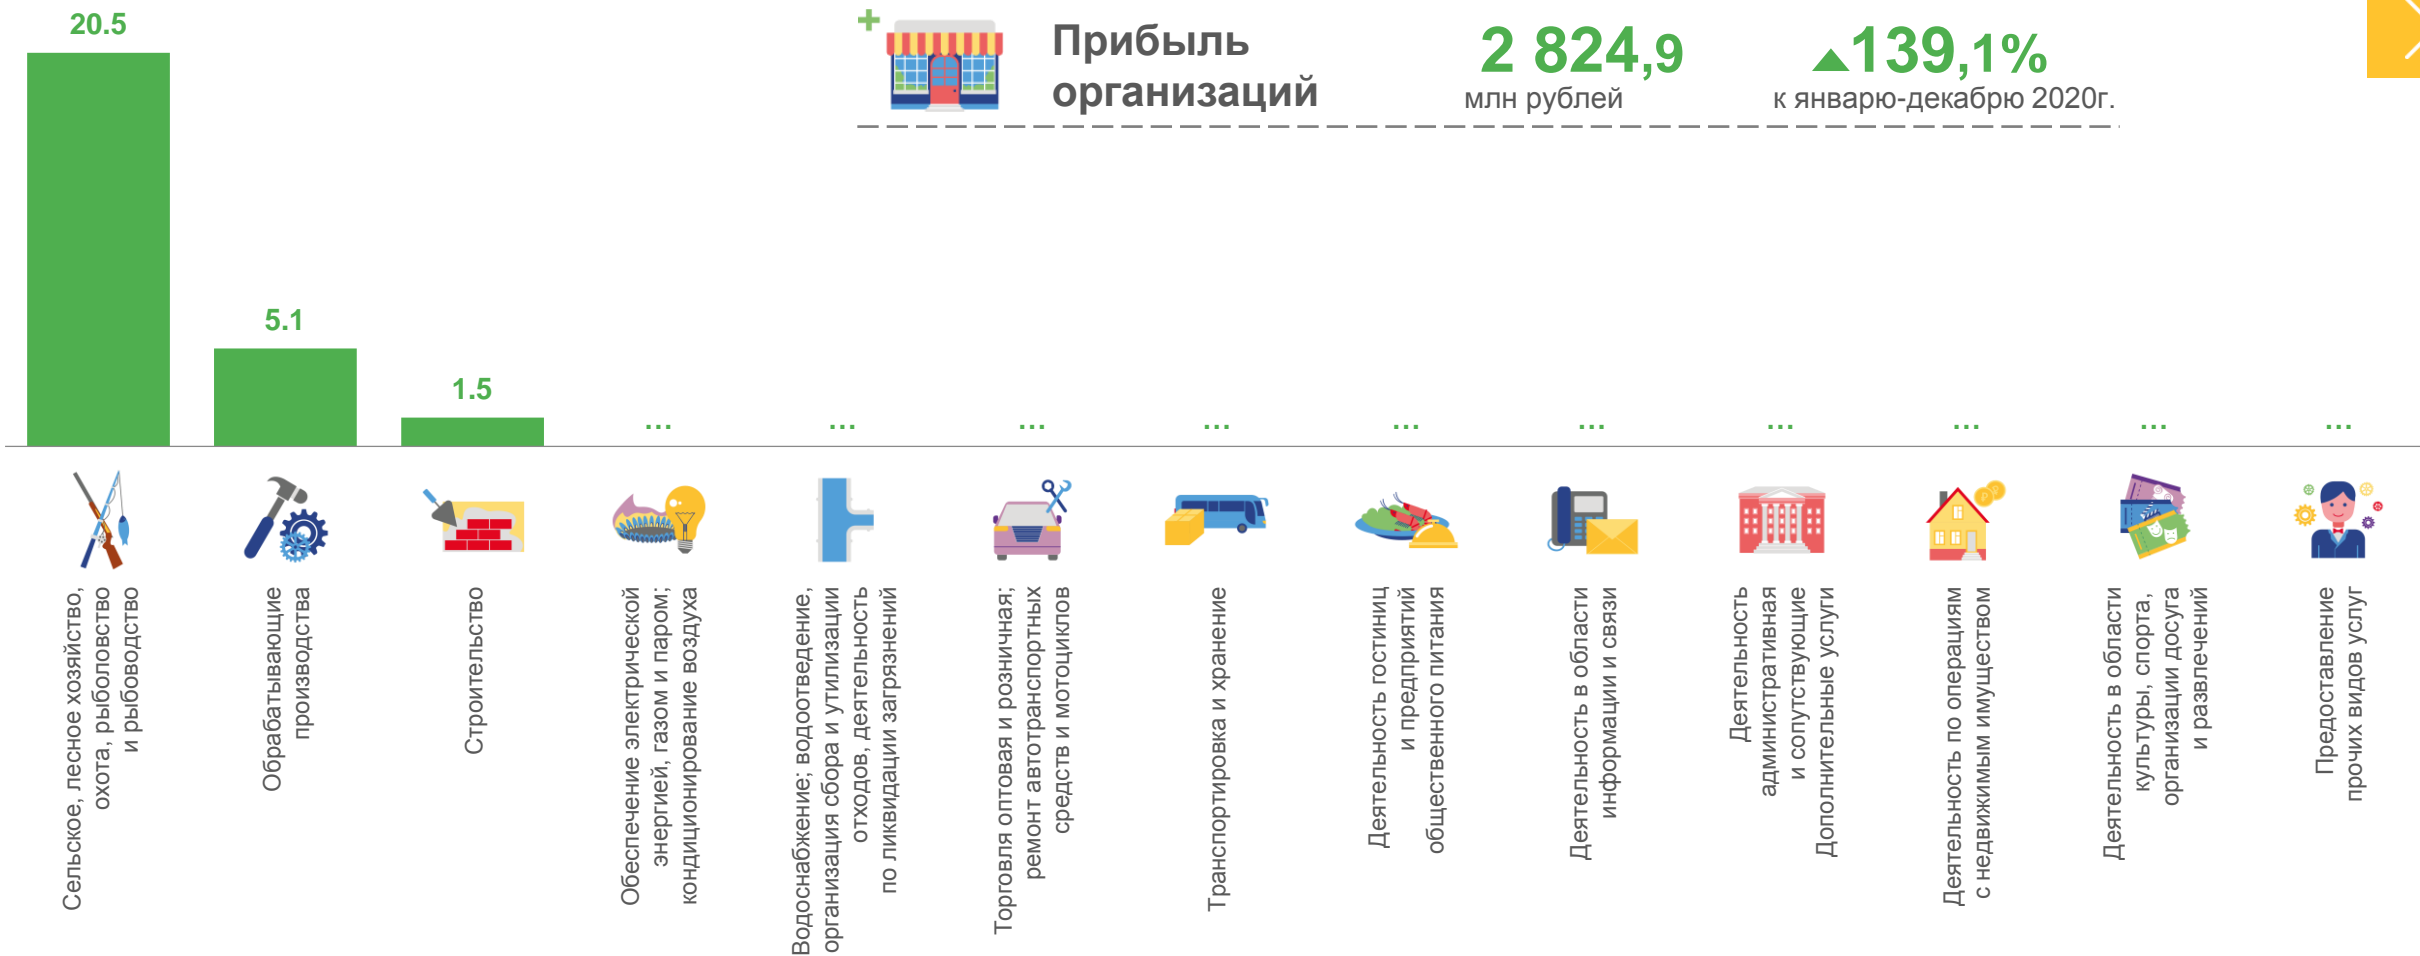 Прибыль
организаций
2 824,9
млн рублей
139,1%
к январю-декабрю 2020г.
20.5
5.1
1.5
...
...
...
...
...
...
...
...
...
...
Сельское, лесное хозяйство,
охота, рыболовство
и рыбоводство
Обрабатывающие
производства
Строительство
Обеспечение электрической
энергией, газом и паром;
кондиционирование воздуха
Водоснабжение; водоотведение,
организация сбора и утилизации
отходов, деятельность
по ликвидации загрязнений
Торговля оптовая и розничная;
ремонт автотранспортных
средств и мотоциклов
Транспортировка и хранение
Деятельность гостиниц
и предприятий
общественного питания
Деятельность в области
информации и связи
Деятельность
административная
и сопутствующие
Дополнительные услуги
Деятельность по операциям
с недвижимым имуществом
Деятельность в области
культуры, спорта,
организации досуга
и развлечений
Предоставление
прочих видов услуг